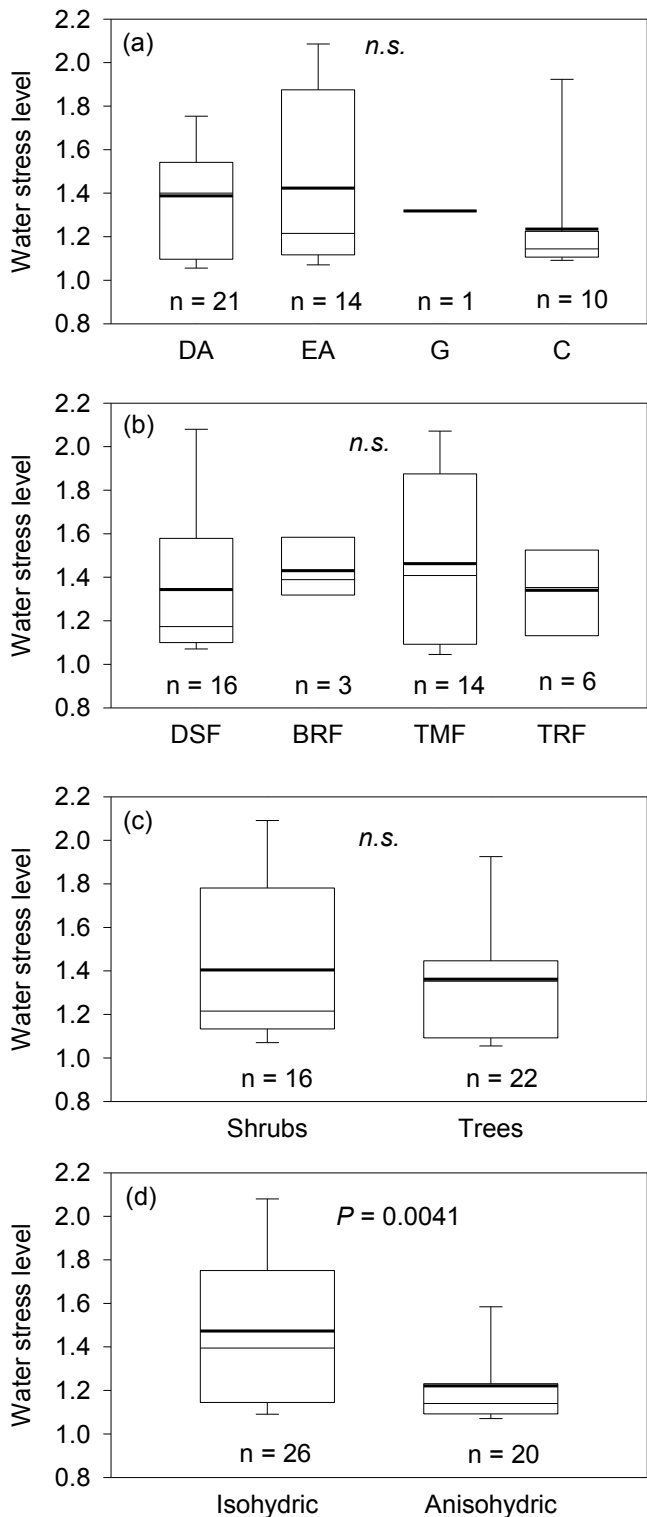 (a)
n.s.
Water stress level
2.2
2.0
1.8
1.6
1.4
1.2
1.0
0.8
n = 21 n = 14 n = 1 n = 10
DA EA G C
(b)
n.s.
Water stress level
2.2
2.0
1.8
1.6
1.4
1.2
1.0
0.8
n = 16 n = 3 n = 14 n = 6
DSF BRF TMF TRF
(c)
n.s.
Water stress level
2.2
2.0
1.8
1.6
1.4
1.2
1.0
0.8
n = 16 n = 22
Shrubs Trees
(d)
P = 0.0041
Water stress level
2.2
2.0
1.8
1.6
1.4
1.2
1.0
0.8
n = 26 n = 20
Isohydric Anisohydric